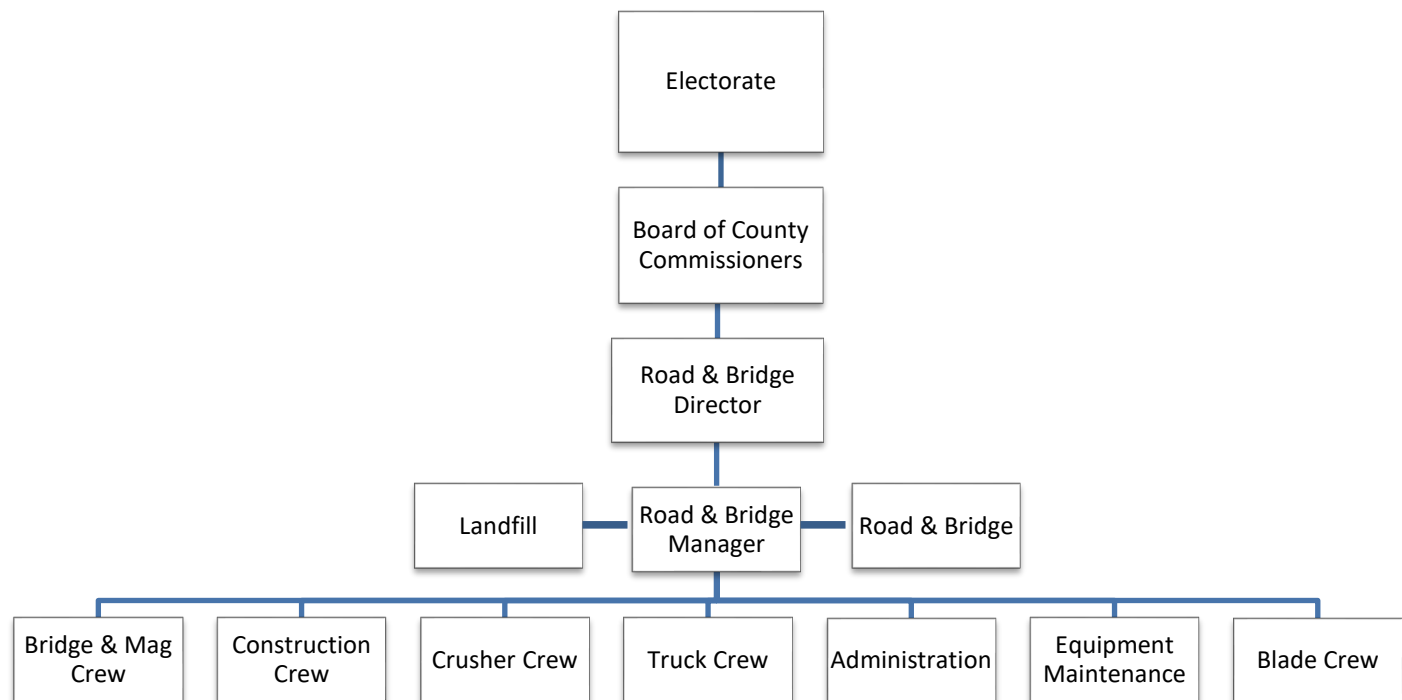 Electorate
Board of County
Commissioners
Road & Bridge
Director
Landfill
Road & Bridge
Manager
Road & Bridge
Bridge & Mag
Crew
Construction
Crew
Crusher Crew
Truck Crew
Administration
Equipment
Maintenance
Blade Crew